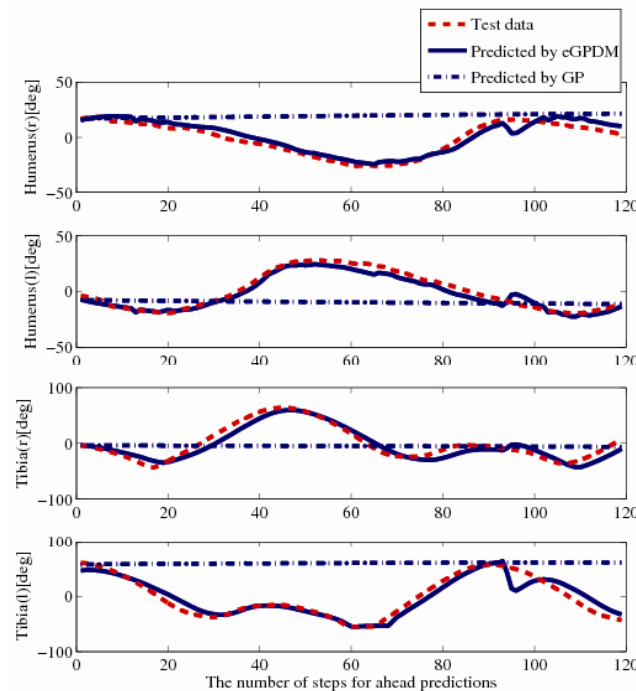 Test data
Predicted by eGPDM
Predicted by GP
Humerus(r)[deg]
50
0
−50
0 20 40 60 80 100 120
Humerus(l)[deg]
50
0
−50
0 20 40 60 80 100 120
Tibia(r)[deg]
100
0
−100
0 20 40 60 80 100 120
Tibia(l)[deg]
100
0
−100
0 20 40 60 80 100 120
The number of steps for ahead predictions